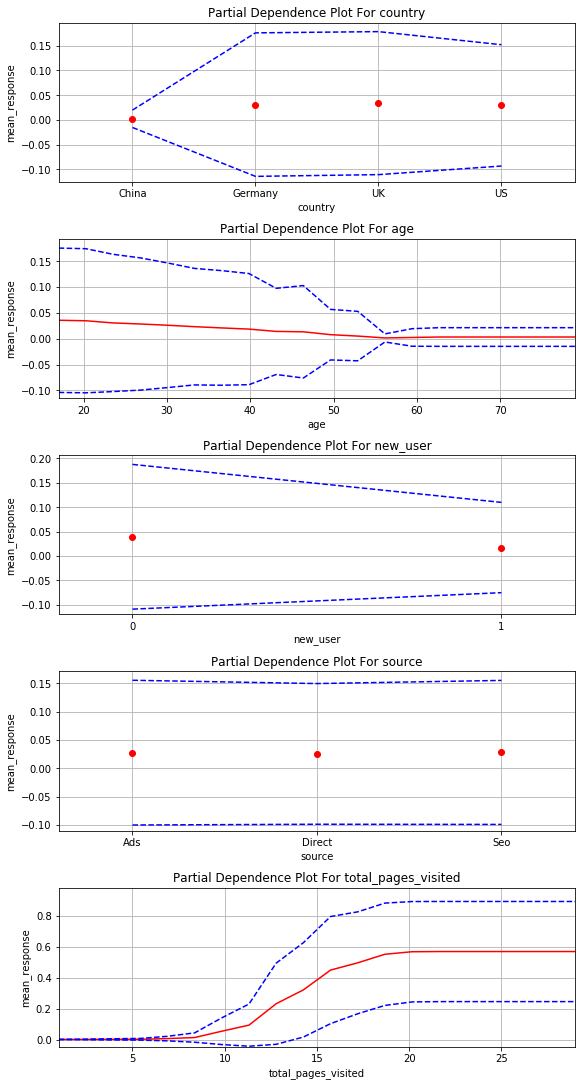 Partial Dependence Plot For country
0.15
0.10
0.05
0.00
−0.05
−0.10
mean_response
China Germany UK US
country
Partial Dependence Plot For age
0.15
0.10
0.05
0.00
−0.05
−0.10
mean_response
20 30 40 50 60 70
age
Partial Dependence Plot For new_user
0.20
0.15
0.10
0.05
0.00
−0.05
−0.10
mean_response
0 1
new_user
Partial Dependence Plot For source
0.15
0.10
0.05
0.00
−0.05
−0.10
mean_response
Ads Direct Seo
source
Partial Dependence Plot For total_pages_visited
0.8
0.6
0.4
0.2
0.0
mean_response
5 10 15 20 25
total_pages_visited